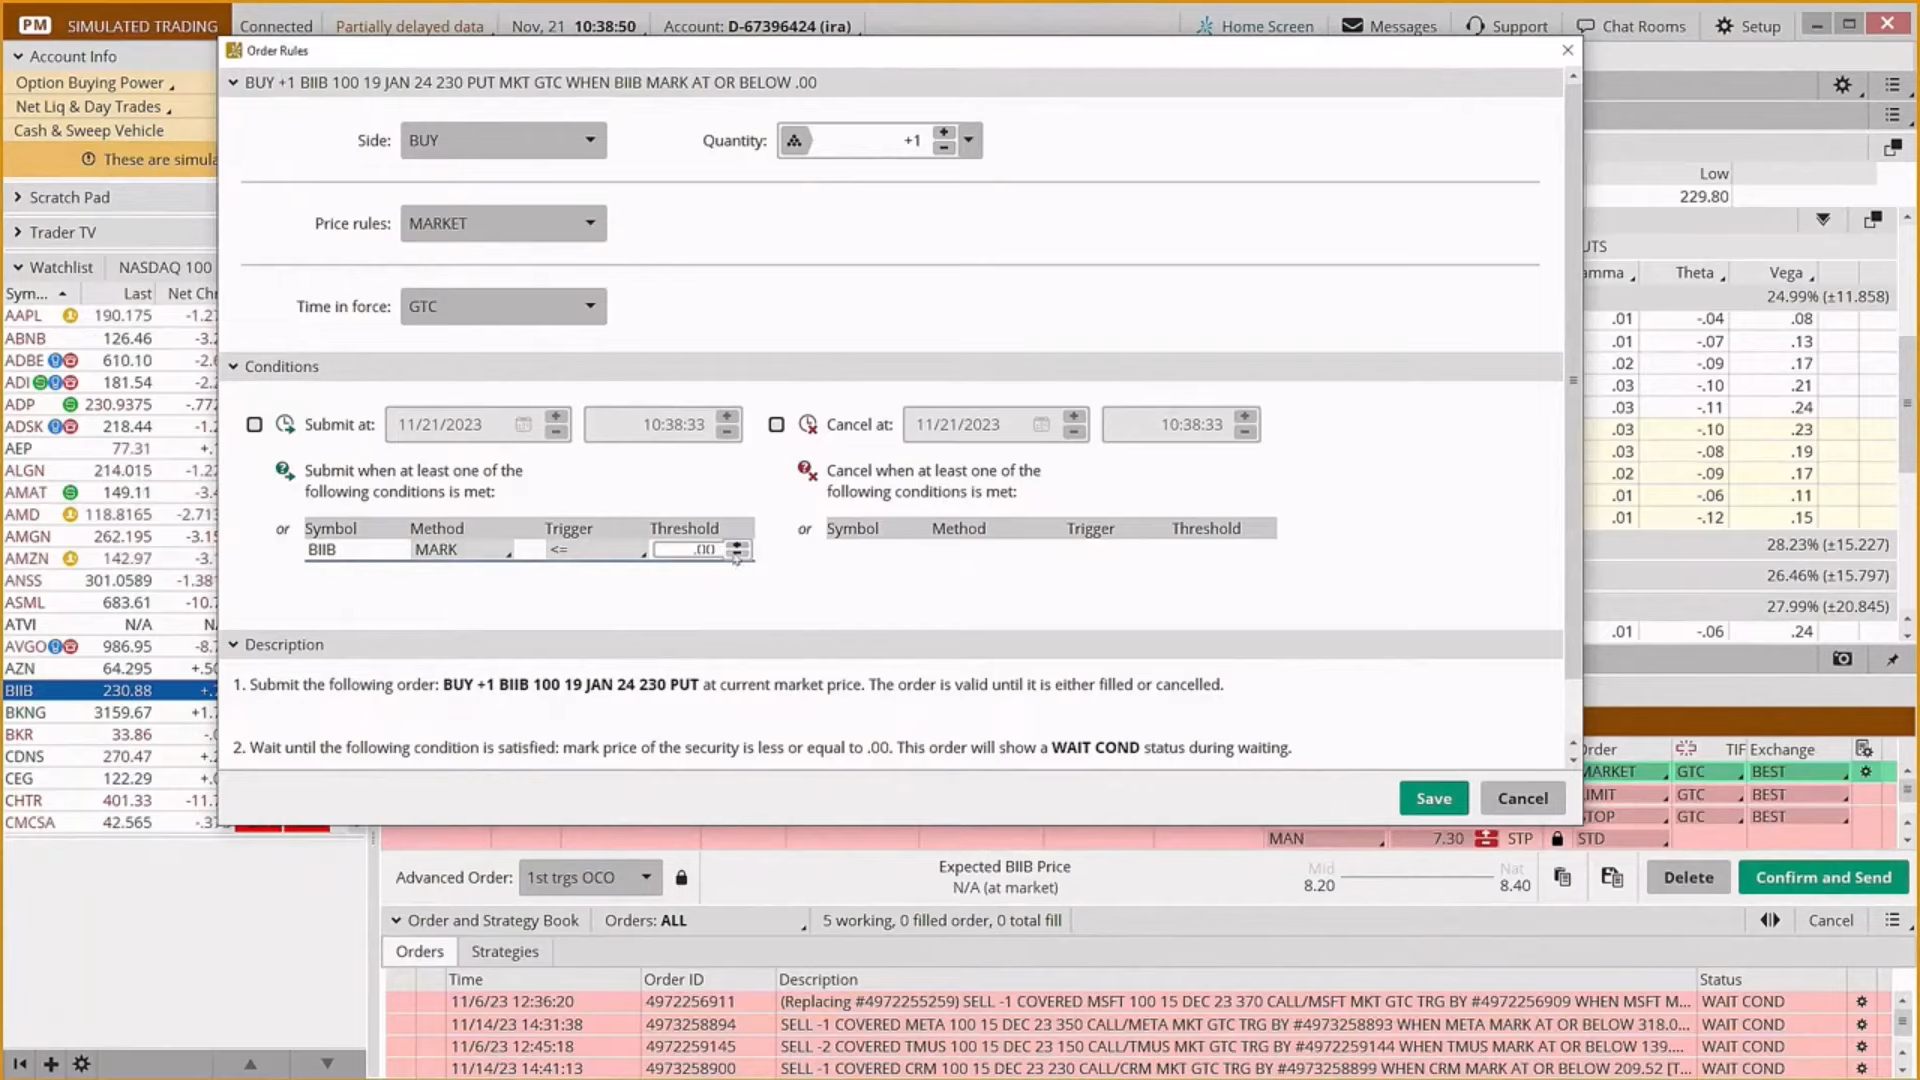 PM SIMULATED TRADING Connected Partially delayed data Nov, 21 10:38:50 Account: D-67396424 (ira) Home Screen Messages Support Chat Rooms Setup
Account Info
Option Buying Power
Net Liq & Day Trades
Cash & Sweep Vehicle
These are simula
Scratch Pad
Trader TV
Watchlist NASDAQ 100
Sym... Last Net Chr
AAPL 190.175 -1.27
ABNB 126.46 -3.
ADBE 610.10 -2.
ADI 181.54 -2.
ADP 230.9375 -.772
ADSK 218.44 -1.
AEP 77.31 +.
ALGN 214.015 -1.22
AMAT 149.11 -3.4
AMD 118.8165 -2.713
AMGN 262.195 -3.15
AMZN 142.97 -3.
ANSS 301.0589 -1.381
ASML 683.61 -10.
ATVI N/A N
AVGO 986.95 -8.
AZN 64.295 +.50
BIIB 230.88 +.
BKNG 3159.67 +1.
BKR 33.86 -.
CDNS 270.47 +.
CEG 122.29 +.
CHTR 401.33 -11.
CMCSA 42.565 -.37
Order Rules
BUY +1 BIIB 100 19 JAN 24 230 PUT MKT GTC WHEN BIIB MARK AT OR BELOW .00
Side: BUY Quantity: +1
Price rules: MARKET
Time in force: GTC
Conditions
Submit at: 11/21/2023 10:38:33 Cancel at: 11/21/2023 10:38:33
Submit when at least one of the
following conditions is met:
Cancel when at least one of the
following conditions is met:
or Symbol Method Trigger Threshold or Symbol Method Trigger Threshold
BIIB MARK <= .00
Description
1. Submit the following order: BUY +1 BIIB 100 19 JAN 24 230 PUT at current market price. The order is valid until it is either filled or cancelled.
2. Wait until the following condition is satisfied: mark price of the security is less or equal to .00. This order will show a WAIT COND status during waiting.
Save Cancel
Low
229.80
UTS
amma Theta Vega
24.99% (±11.858)
.01 -.04 .08
.01 -.07 .13
.02 -.09 .17
.03 -.10 .21
.03 -.11 .24
.03 -.10 .23
.03 -.08 .19
.02 -.09 .17
.01 -.06 .11
.01 -.12 .15
28.23% (±15.227)
26.46% (±15.797)
27.99% (±20.845)
.01 -.06 .24
Order TIF Exchange
MARKET GTC BEST
LIMIT GTC BEST
STOP GTC BEST
MAN 7.30 STP STD
Advanced Order: 1st trgs OCO
Expected BIIB Price
N/A (at market)
Mid Nat
8.20 8.40
Delete Confirm and Send
Order and Strategy Book Orders: ALL 5 working, 0 filled order, 0 total fill Cancel
Orders Strategies
Time Order ID Description Status
11/6/23 12:36:20 4972256911 (Replacing #4972255259) SELL -1 COVERED MSFT 100 15 DEC 23 370 CALL/MSFT MKT GTC TRG BY #4972256909 WHEN MSFT M... WAIT COND
11/14/23 14:31:38 4973258894 SELL -1 COVERED META 100 15 DEC 23 350 CALL/META MKT GTC TRG BY #4973258893 WHEN META MARK AT OR BELOW 318.0... WAIT COND
11/6/23 12:45:18 4972259145 SELL -2 COVERED TMUS 100 15 DEC 23 150 CALL/TMUS MKT GTC TRG BY #4972259144 WHEN TMUS MARK AT OR BELOW 139.... WAIT COND
11/14/23 14:41:13 4973258900 SELL -1 COVERED CRM 100 15 DEC 23 230 CALL/CRM MKT GTC TRG BY #4973258899 WHEN CRM MARK AT OR BELOW 209.52 [T... WAIT COND